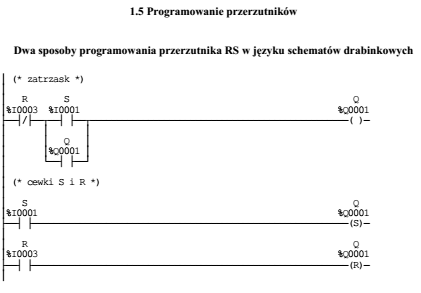 1.5 Programowanie przerzutników
Dwa sposoby programowania przerzutnika RS w języku schematów drabinkowych
(* zatrzask *)
R S Q
%I0003 %I0001 %Q0001
( )
Q
%Q0001
(* cewki S i R *)
S Q
%I0001 %Q0001
(S)
R Q
%I0003 %Q0001
(R)